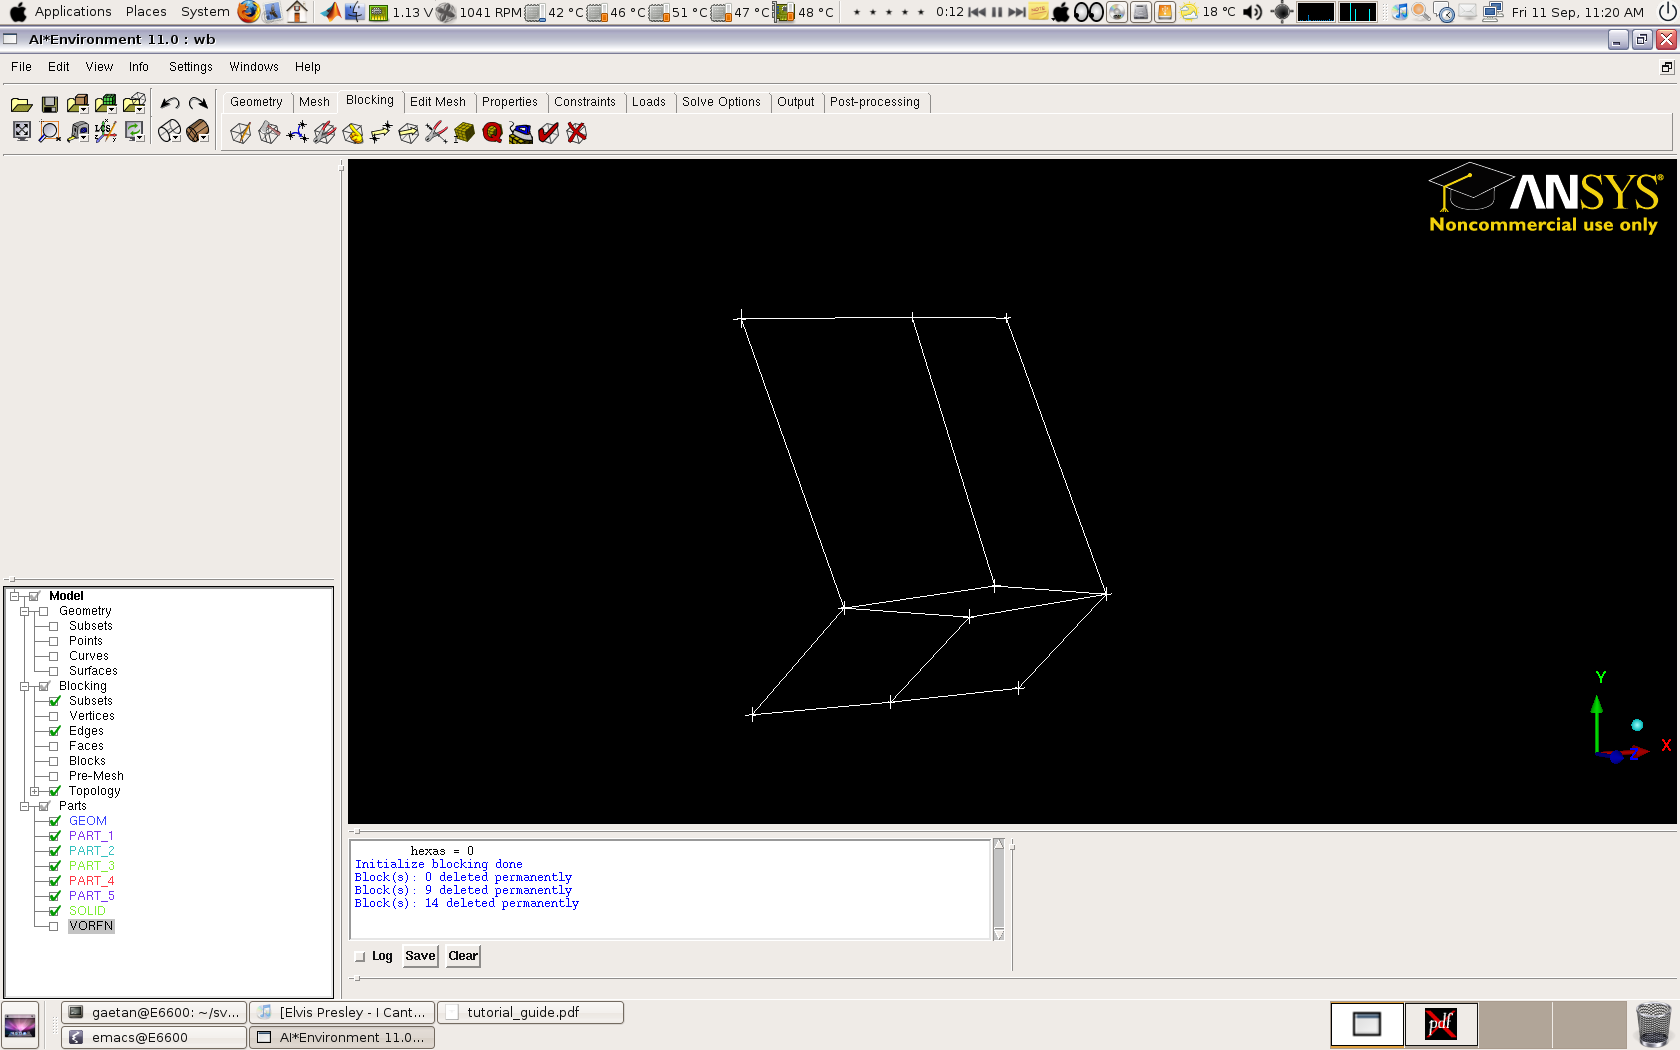 Applications Places System 1.13 V 1041 RPM 42 °C 46 °C 51 °C 47 °C 48 °C 0:12 18 °C Fri 11 Sep, 11:20 AM
AI*Environment 11.0 : wb
File Edit View Info Settings Windows Help
Geometry Mesh Blocking Edit Mesh Properties Constraints Loads Solve Options Output Post-processing
LCS
ANSYS
Noncommercial use only
Model
Geometry
Subsets
Points
Curves
Surfaces
Blocking
Subsets
Vertices
Edges
Faces
Blocks
Pre-Mesh
Topology
Parts
GEOM
PART_1
PART_2
PART_3
PART_4
PART_5
SOLID
VORFN
Y
X
Z
hexas = 0
Initialize blocking done
Block(s): 0 deleted permanently
Block(s): 9 deleted permanently
Block(s): 14 deleted permanently
Log Save Clear
gaetan@E6600: ~/sv... [Elvis Presley - I Cant... tutorial_guide.pdf
emacs@E6600 AI*Environment 11.0...
pdf